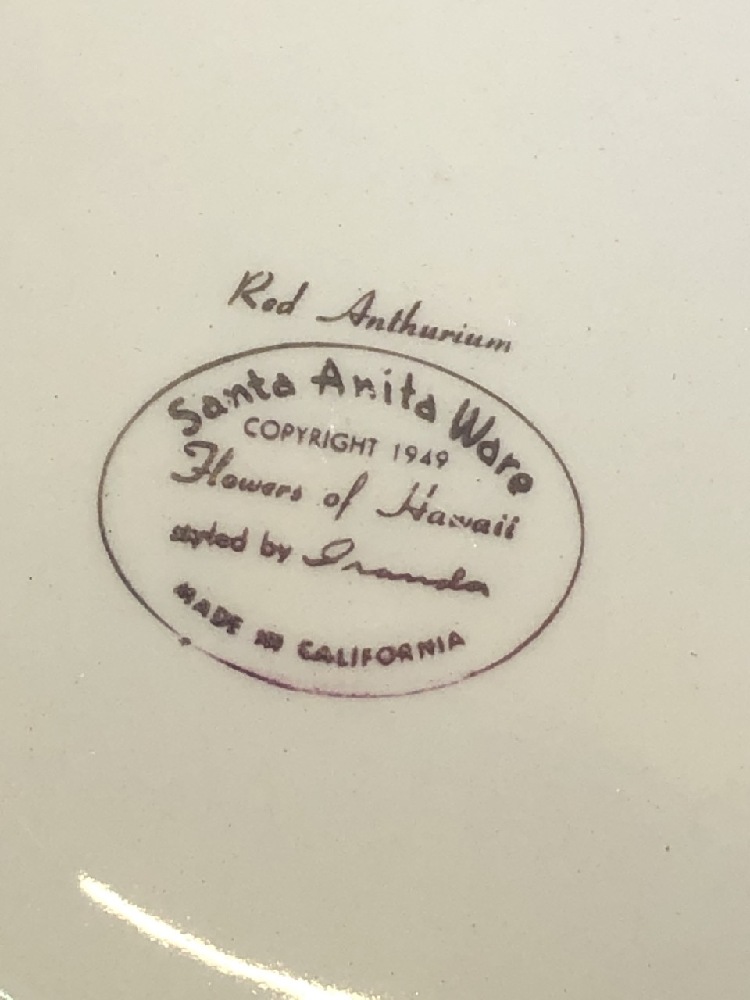 Red Anthurium
Santa Anita Ware
COPYRIGHT 1949
Flowers of Hawaii
styled by
MADE IN CALIFORNIA